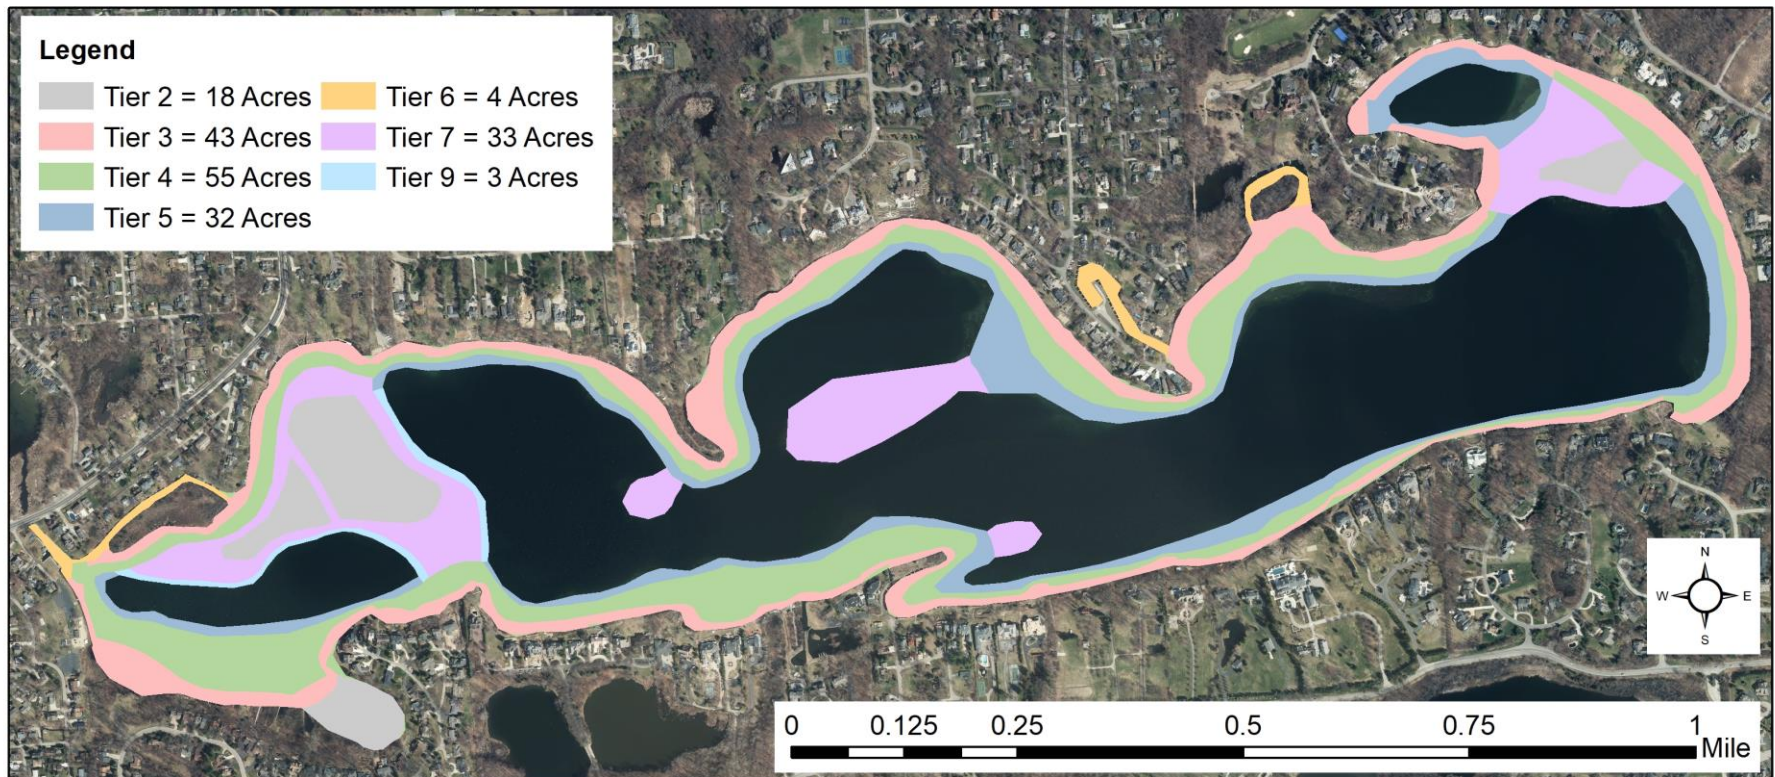 Legend
Tier 2 = 18 Acres
Tier 3 = 43 Acres
Tier 4 = 55 Acres
Tier 5 = 32 Acres
Tier 6 = 4 Acres
Tier 7 = 33 Acres
Tier 9 = 3 Acres
N
W E
S
0 0.125 0.25 0.5 0.75 1
Mile